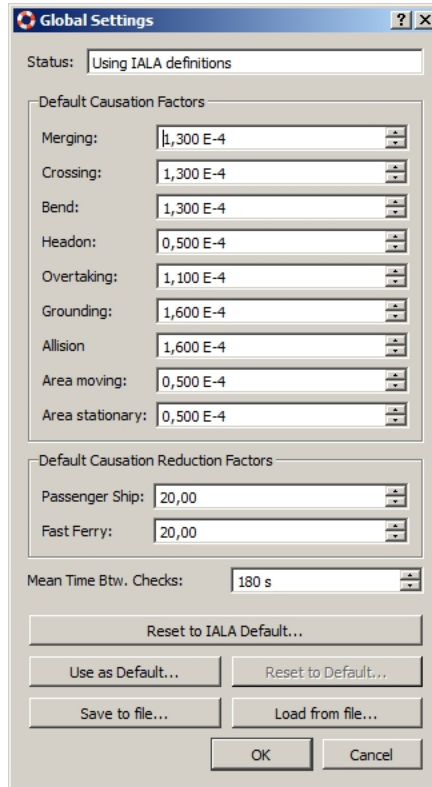 Global Settings
Status: Using IALA definitions
Default Causation Factors
Merging: 1,300 E-4
Crossing: 1,300 E-4
Bend: 1,300 E-4
Headon: 0,500 E-4
Overtaking: 1,100 E-4
Grounding: 1,600 E-4
Allision 1,600 E-4
Area moving: 0,500 E-4
Area stationary: 0,500 E-4
Default Causation Reduction Factors
Passenger Ship: 20,00
Fast Ferry: 20,00
Mean Time Btw. Checks: 180 s
Reset to IALA Default...
Use as Default... Reset to Default...
Save to file... Load from file...
OK Cancel